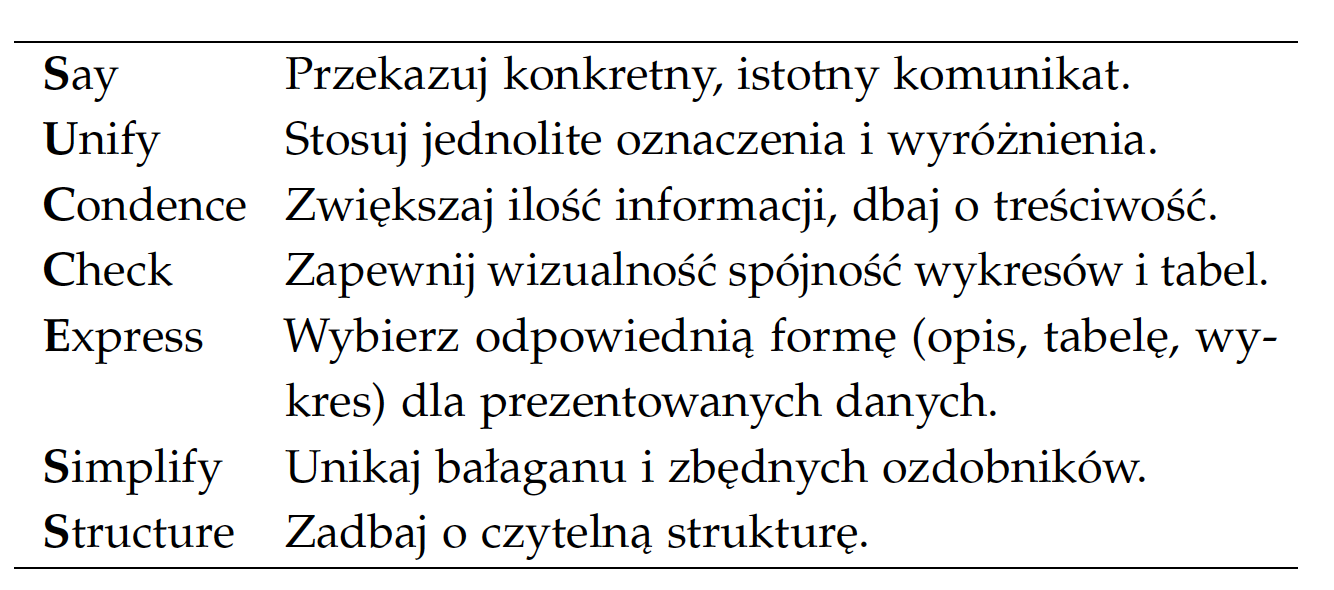 Say Przekazuj konkretny, istotny komunikat.
Unify Stosuj jednolite oznaczenia i wyróżnienia.
Condence Zwiększaj ilość informacji, dbaj o treściwość.
Check Zapewnij wizualność spójność wykresów i tabel.
Express Wybierz odpowiednią formę (opis, tabelę, wy-
kres) dla prezentowanych danych.
Simplify Unikaj bałaganu i zbędnych ozdobników.
Structure Zadbaj o czytelną strukturę.